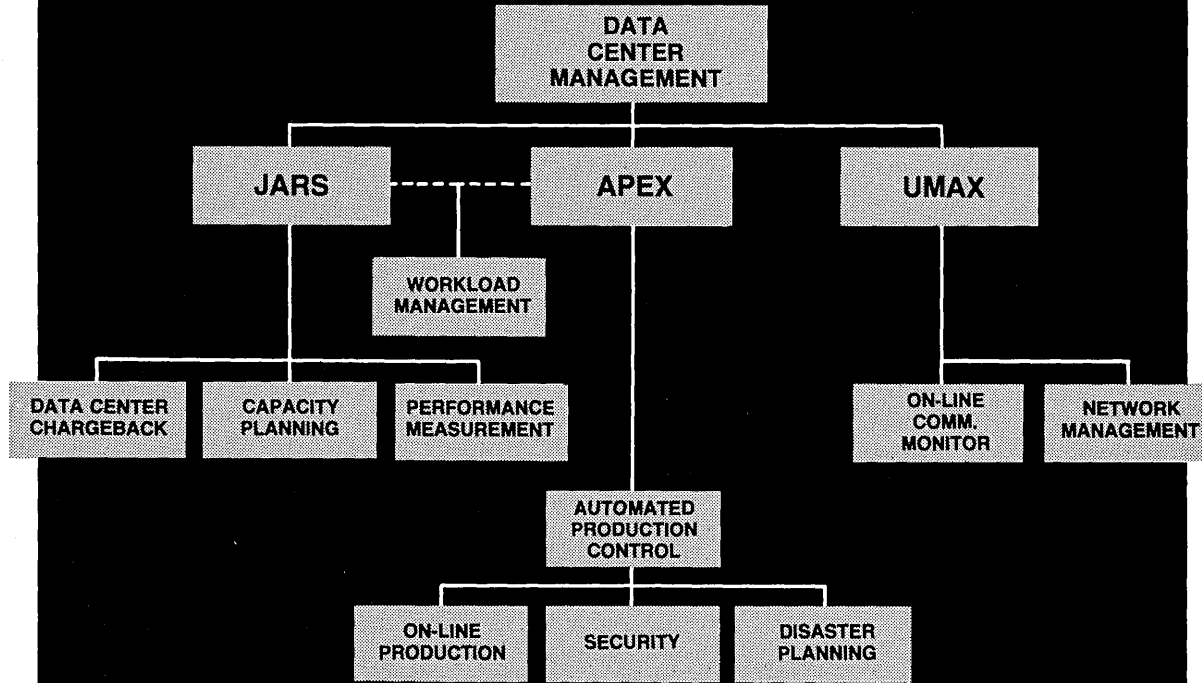 DATA
CENTER
MANAGEMENT
JARS
APEX
UMAX
WORKLOAD
MANAGEMENT
DATA CENTER
CHARGEBACK
CAPACITY
PLANNING
PERFORMANCE
MEASUREMENT
ON-LINE
COMM.
MONITOR
NETWORK
MANAGEMENT
AUTOMATED
PRODUCTION
CONTROL
ON-LINE
PRODUCTION
SECURITY
DISASTER
PLANNING